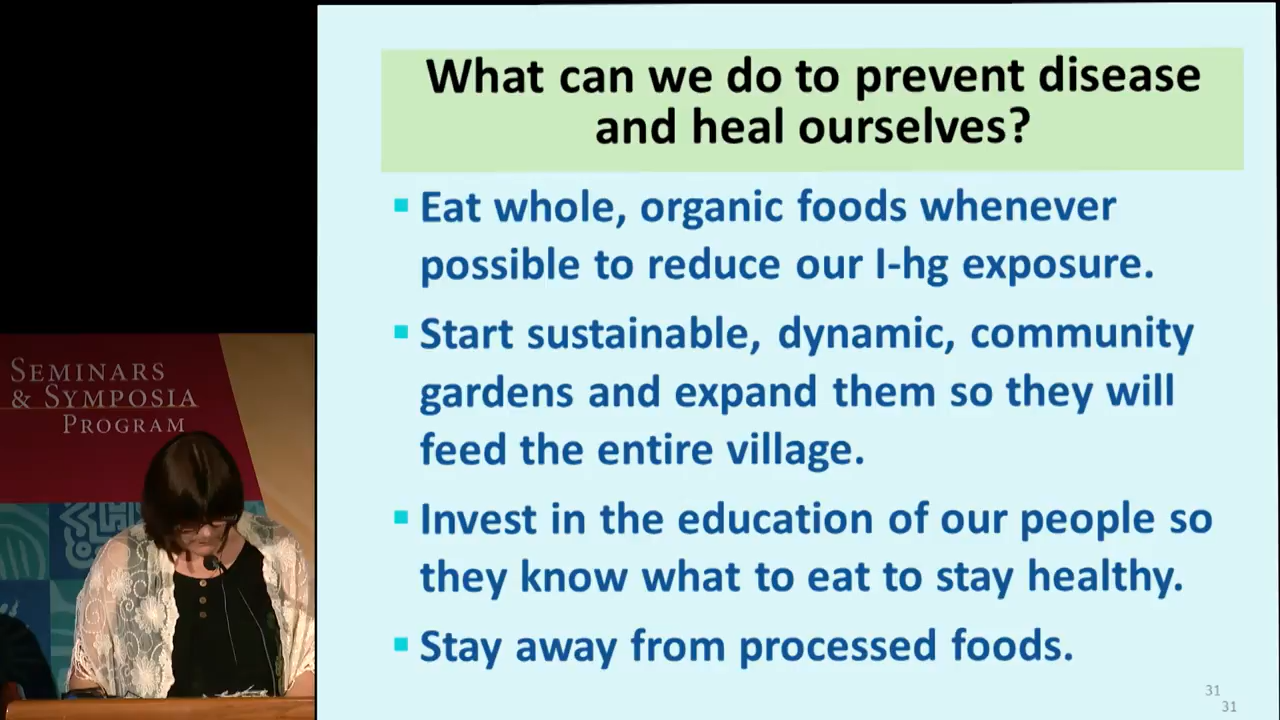 What can we do to prevent disease
and heal ourselves?
▪ Eat whole, organic foods whenever
possible to reduce our I-hg exposure.
▪ Start sustainable, dynamic, community
gardens and expand them so they will
feed the entire village.
▪ Invest in the education of our people so
they know what to eat to stay healthy.
▪ Stay away from processed foods.
31
31
SEMINARS
& SYMPOSIA
PROGRAM